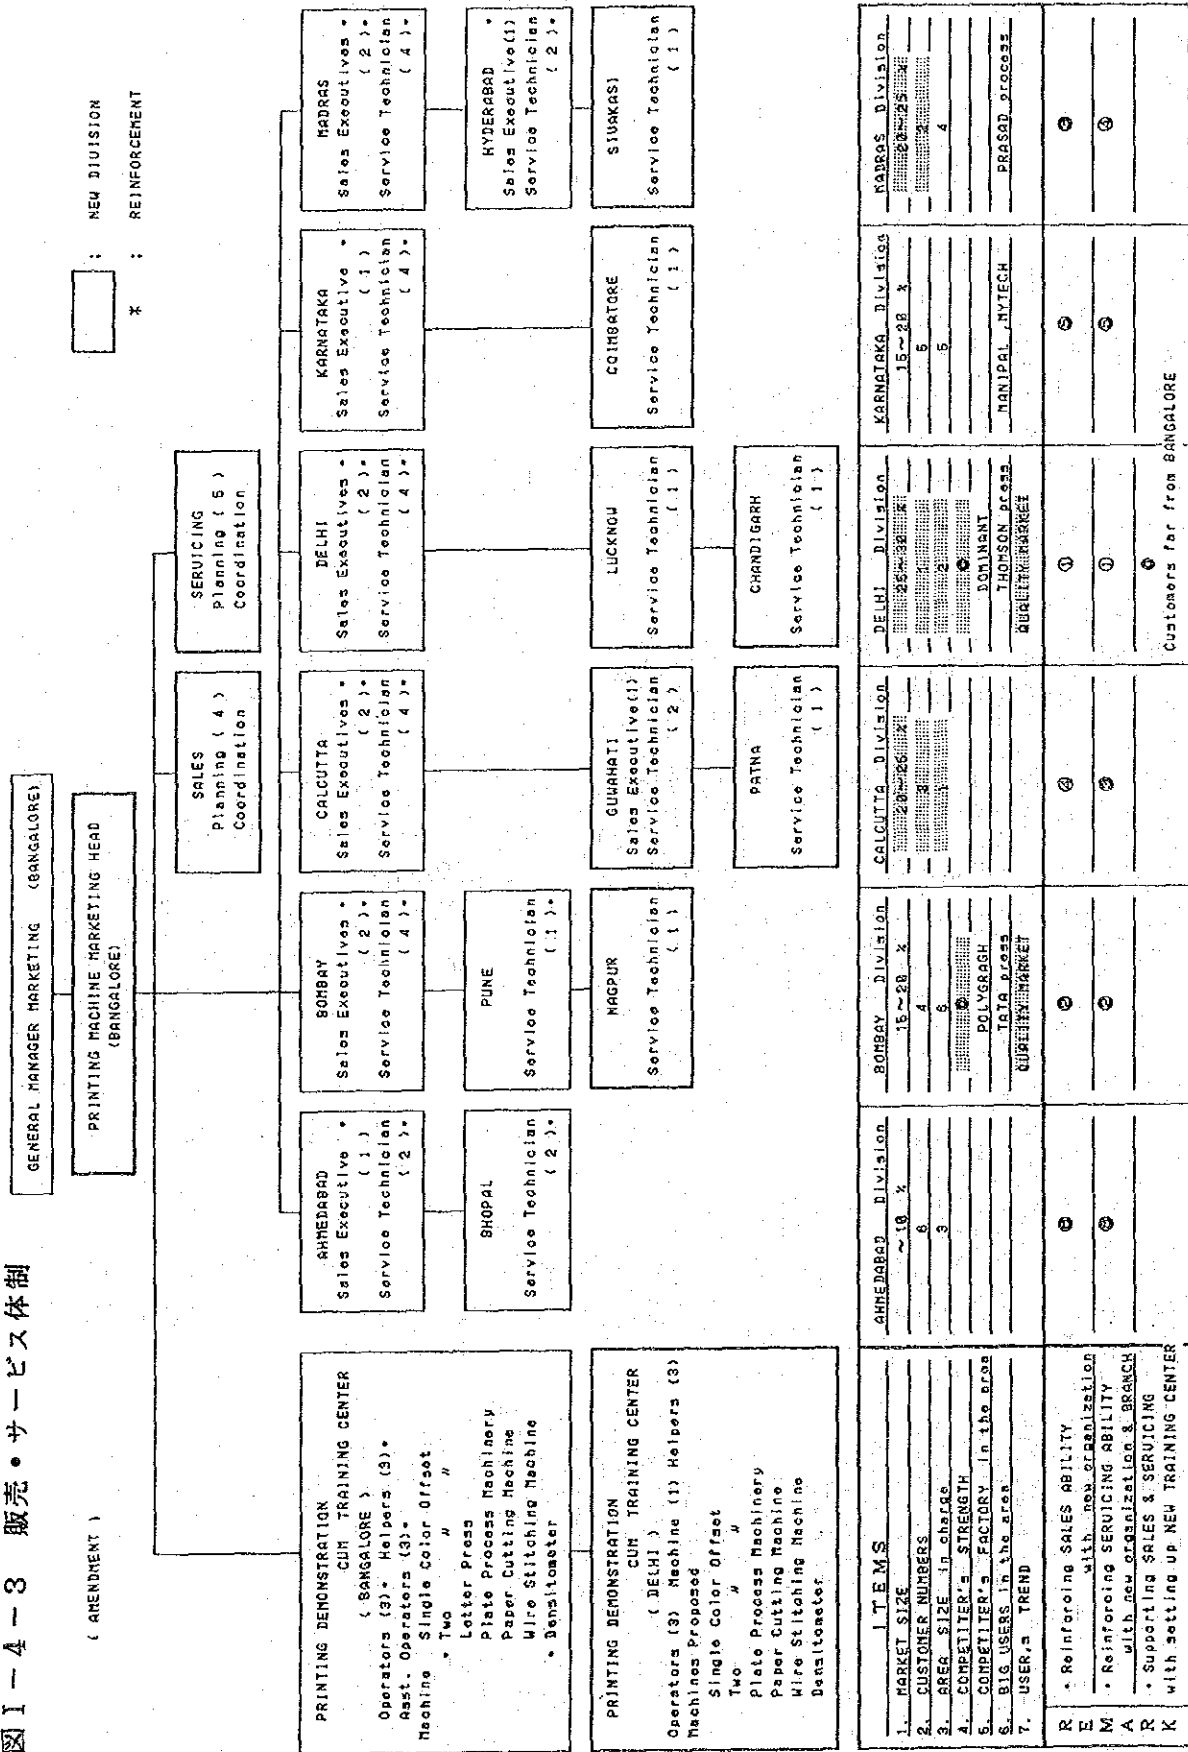 図 I－4－3 販売・サービス体制
( AMENDMENT )
GENERAL MANAGER MARKETING (BANGALORE)
PRINTING MACHINE MARKETING HEAD
(BANGALORE)
: NEW DIVISION
* : REINFORCEMENT
SALES
Planning ( 4 )
Coordination
SERVICING
Planning ( 5 )
Coordination
PRINTING DEMONSTRATION
CUM TRAINING CENTER
( BANGALORE )
Operators (3)* Helpers (3)*
Asst. Operators (3)*
Machine Single Color Offset
* Two 〃 〃
Letter Press
Plate Process Machinery
Paper Cutting Machine
Wire Stitching Machine
* Densitometer
AHMEDABAD
Sales Executive *
( 1 )
Service Technician
( 2 )*
BOMBAY
Sales Executives *
( 2 )*
Service Technician
( 4 )*
CALCUTTA
Sales Executives *
( 2 )*
Service Technician
( 4 )*
DELHI
Sales Executives *
( 2 )*
Service Technician
( 4 )*
KARNATAKA
Sales Executive *
( 1 )
Service Technician
( 4 )*
MADRAS
Sales Executives *
( 2 )*
Service Technician
( 4 )*
BHOPAL
Service Technician
( 2 )*
PUNE
Service Technician
( 1 )*
HYDERABAD *
Sales Executive(1)
Service Technician
( 2 )*
PRINTING DEMONSTRATION
CUM TRAINING CENTER
( DELHI )
Operators (3) Machine (1) Helpers (3)
Machines Proposed
Single Color Offset
Two 〃 〃
Plate Process Machinery
Paper Cutting Machine
Wire Stitching Machine
Densitometer
NAGPUR
Service Technician
( 1 )
GUWAHATI
Sales Executive(1)
Service Technician
( 2 )
LUCKNOW
Service Technician
( 1 )
COIMBATORE
Service Technician
( 1 )
SIVAKASI
Service Technician
( 1 )
PATNA
Service Technician
( 1 )
CHANDIGARH
Service Technician
( 1 )
ITEMS AHMEDABAD Division BOMBAY Division CALCUTTA Division DELHI Division KARNATAKA Division MADRAS Division
1. MARKET SIZE ～10 % 15～20 % 20～25 % 25～30 % 15～20 % 20～25 %
2. CUSTOMER NUMBERS 6 4 3 1 5 2
3. AREA SIZE in charge 3 6 1 2 5 4
4. COMPETITER's STRENGTH
5. COMPETITER's FACTORY in the area POLYGRAGH DOMINANT
6. BIG USERS in the area TATA press THOMSON press MANIPAL ,MYTECH PRASAD process
7. USER,s TREND QUALITY MARKET QUALITY MARKET
REMARK
• Reinforcing SALES ABILITY ④ ① ⑤
with new organization
• Reinforcing SERVICING ABILITY ③ ① ⑤ ④
with new organization & BRANCH
• Supporting SALES & SERVICING
with setting up NEW TRAINING CENTER Customers far from BANGALORE